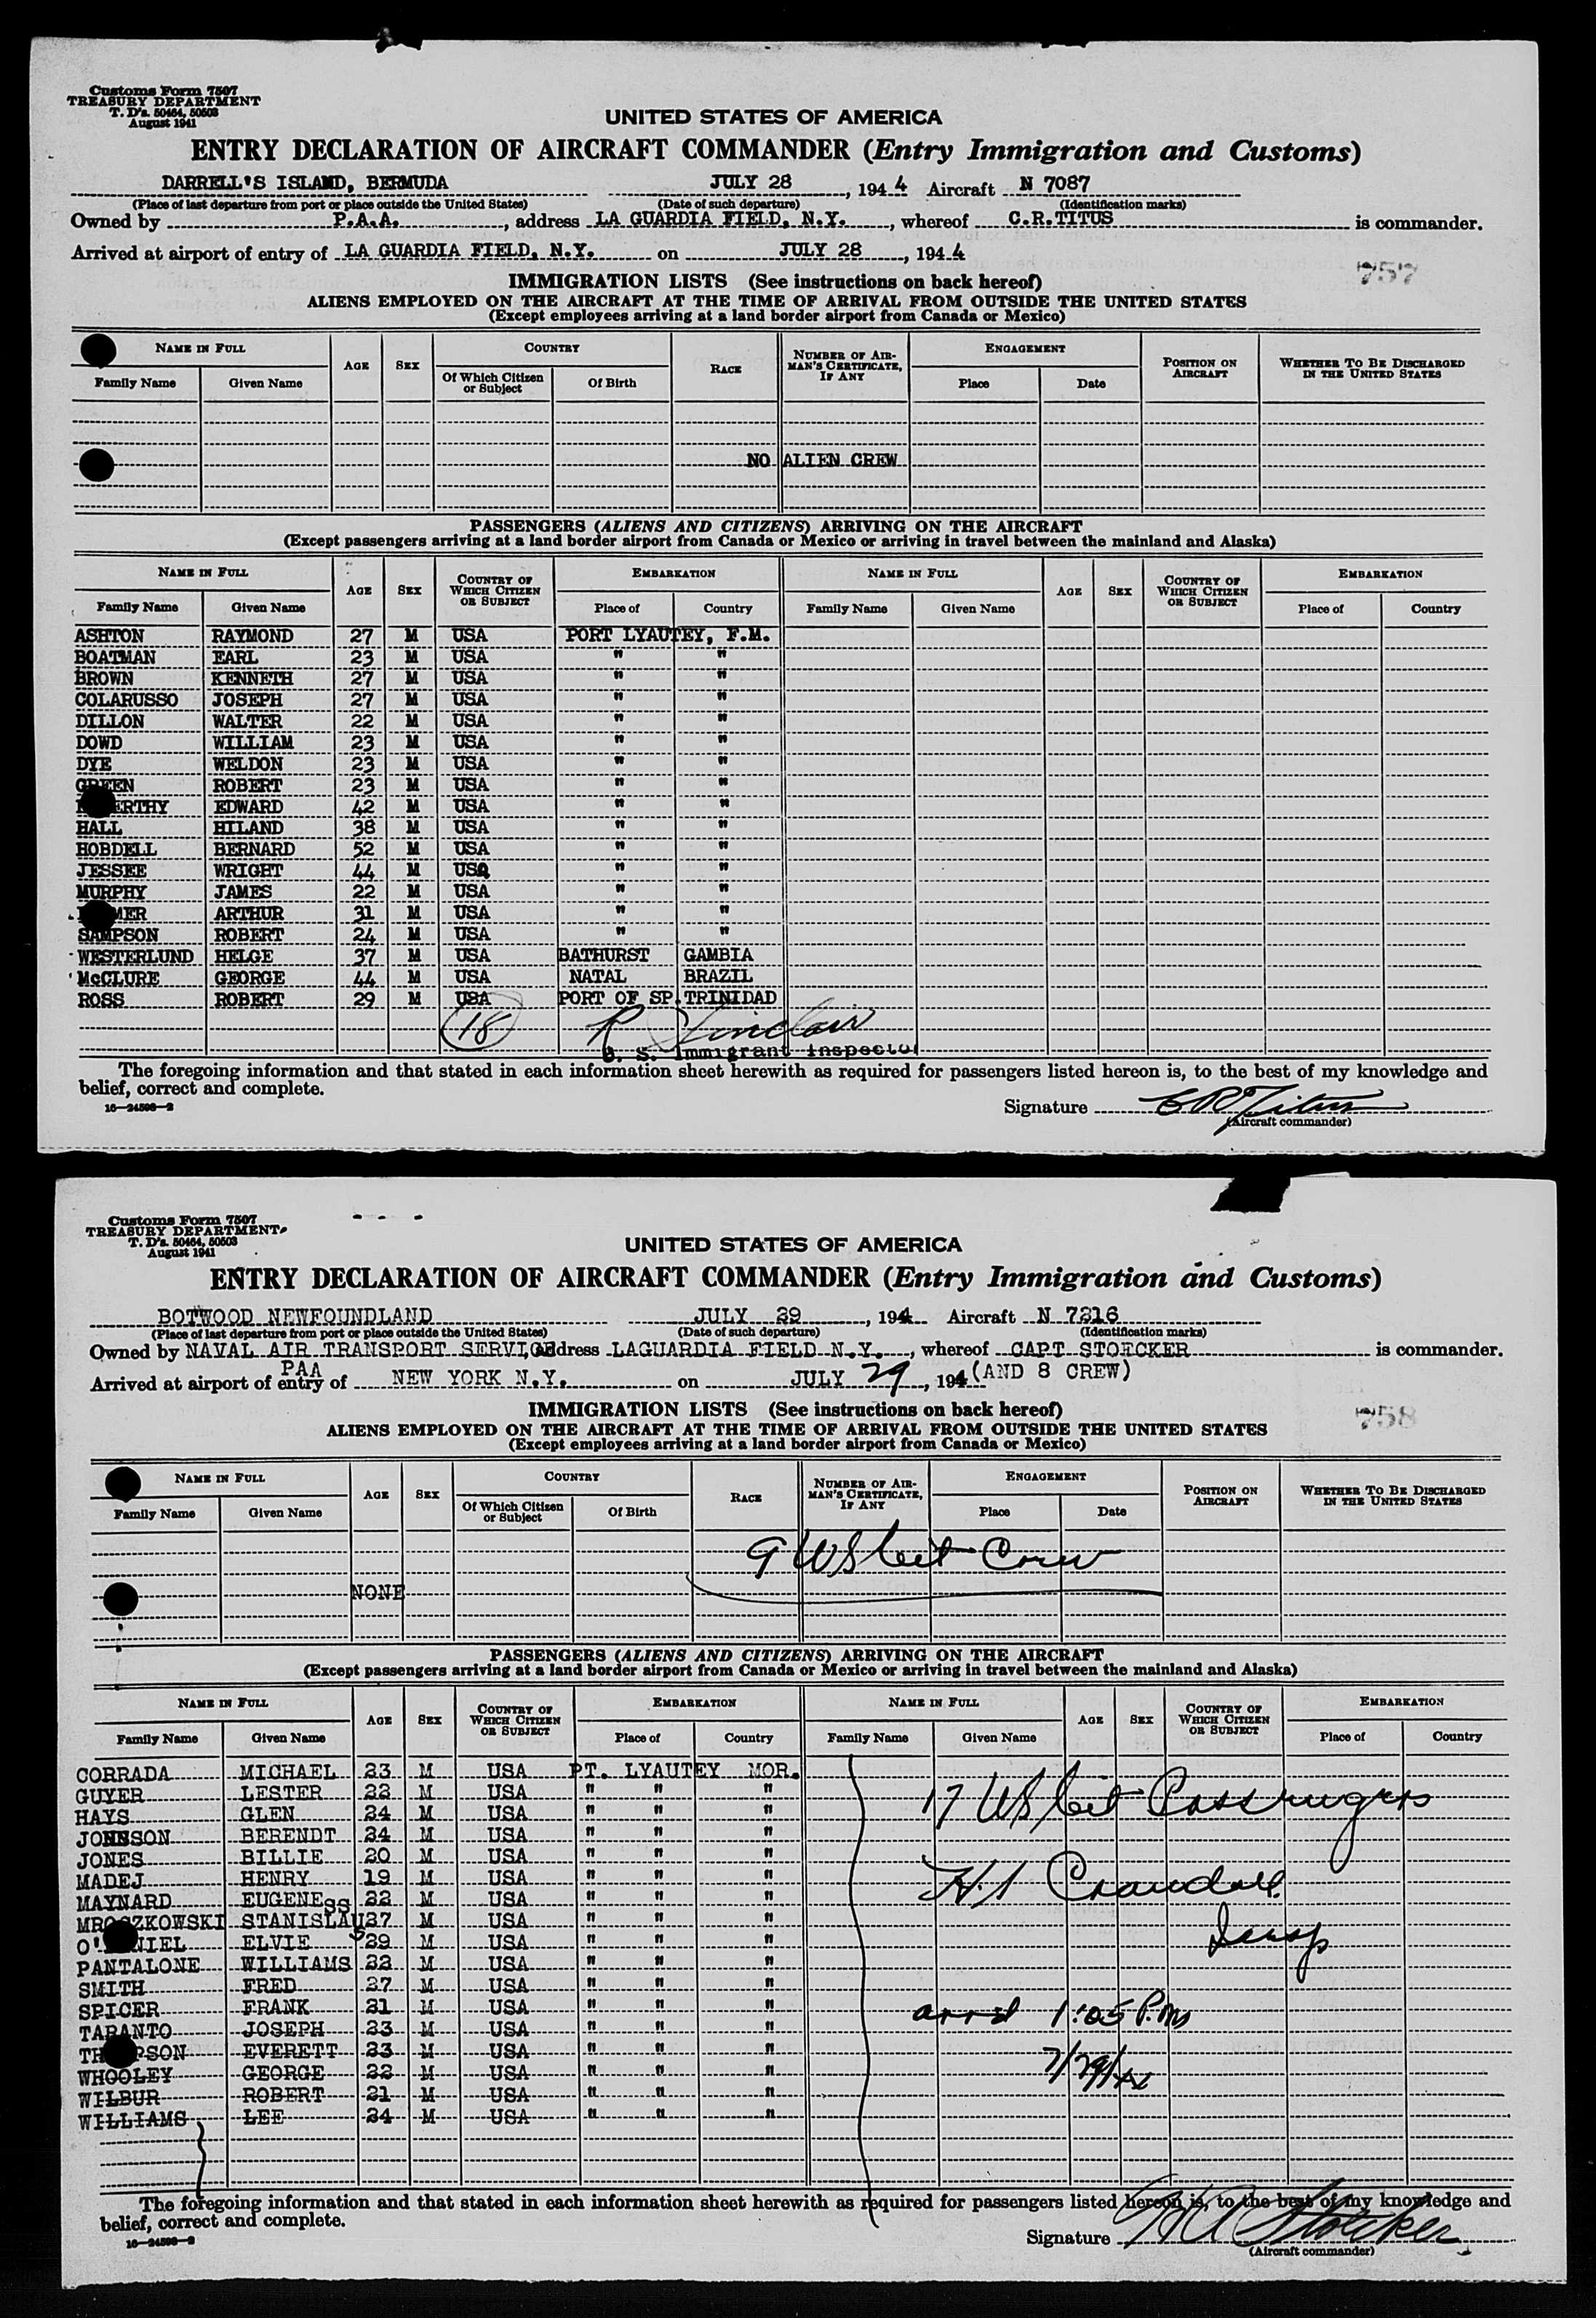 Customs Form 7507
TREASURY DEPARTMENT
T. D's. 50464, 50503
August 1941
UNITED STATES OF AMERICA
ENTRY DECLARATION OF AIRCRAFT COMMANDER (Entry Immigration and Customs)
DARRELL'S ISLAND, BERMUDA JULY 28, 1944 Aircraft N 7087
(Place of last departure from port or place outside the United States) (Date of such departure) (Identification marks)
Owned by P.A.A., address LA GUARDIA FIELD, N.Y., whereof C.R.TITUS is commander.
Arrived at airport of entry of LA GUARDIA FIELD, N.Y. on JULY 28, 1944
757
IMMIGRATION LISTS (See instructions on back hereof)
ALIENS EMPLOYED ON THE AIRCRAFT AT THE TIME OF ARRIVAL FROM OUTSIDE THE UNITED STATES
(Except employees arriving at a land border airport from Canada or Mexico)
NAME IN FULL AGE SEX COUNTRY RACE NUMBER OF AIRMAN'S CERTIFICATE, IF ANY ENGAGEMENT POSITION ON AIRCRAFT WHETHER TO BE DISCHARGED IN THE UNITED STATES
Family Name Given Name Of Which Citizen or Subject Of Birth Place Date
NO ALIEN CREW
PASSENGERS (ALIENS AND CITIZENS) ARRIVING ON THE AIRCRAFT
(Except passengers arriving at a land border airport from Canada or Mexico or arriving in travel between the mainland and Alaska)
NAME IN FULL AGE SEX COUNTRY OF WHICH CITIZEN OR SUBJECT EMBARKATION NAME IN FULL AGE SEX COUNTRY OF WHICH CITIZEN OR SUBJECT EMBARKATION
Family Name Given Name Place of Country Family Name Given Name Place of Country
ASHTON RAYMOND 27 M USA PORT LYAUTEY, F.M.
BOATMAN EARL 23 M USA " "
BROWN KENNETH 27 M USA " "
COLARUSSO JOSEPH 27 M USA " "
DILLON WALTER 22 M USA " "
DOWD WILLIAM 23 M USA " "
DYE WELDON 23 M USA " "
GREEN ROBERT 23 M USA " "
ERTHY EDWARD 42 M USA " "
HALL HILAND 38 M USA " "
HOBDELL BERNARD 52 M USA " "
JESSEE WRIGHT 44 M USA " "
MURPHY JAMES 22 M USA " "
MER ARTHUR 31 M USA " "
SAMPSON ROBERT 24 M USA " "
WESTERLUND HELGE 37 M USA BATHURST GAMBIA
McCLURE GEORGE 44 M USA NATAL BRAZIL
ROSS ROBERT 29 M USA PORT OF SP. TRINIDAD
18 R Sinclair
U. S. Immigrant Inspector
The foregoing information and that stated in each information sheet herewith as required for passengers listed hereon is, to the best of my knowledge and
belief, correct and complete.
16—24598—2
Signature CR Titus
(Aircraft commander)
Customs Form 7507
TREASURY DEPARTMENT
T. D's. 50464, 50503
August 1941
UNITED STATES OF AMERICA
ENTRY DECLARATION OF AIRCRAFT COMMANDER (Entry Immigration and Customs)
BOTWOOD NEWFOUNDLAND JULY 29, 1944 Aircraft N 7216
(Place of last departure from port or place outside the United States) (Date of such departure) (Identification marks)
Owned by NAVAL AIR TRANSPORT SERVICE, address LAGUARDIA FIELD N.Y., whereof CAPT STOECKER is commander.
PAA
Arrived at airport of entry of NEW YORK N.Y. on JULY 29, 194 (AND 8 CREW)
758
IMMIGRATION LISTS (See instructions on back hereof)
ALIENS EMPLOYED ON THE AIRCRAFT AT THE TIME OF ARRIVAL FROM OUTSIDE THE UNITED STATES
(Except employees arriving at a land border airport from Canada or Mexico)
NAME IN FULL AGE SEX COUNTRY RACE NUMBER OF AIRMAN'S CERTIFICATE, IF ANY ENGAGEMENT POSITION ON AIRCRAFT WHETHER TO BE DISCHARGED IN THE UNITED STATES
Family Name Given Name Of Which Citizen or Subject Of Birth Place Date
9 US Cit Crew
NONE
PASSENGERS (ALIENS AND CITIZENS) ARRIVING ON THE AIRCRAFT
(Except passengers arriving at a land border airport from Canada or Mexico or arriving in travel between the mainland and Alaska)
NAME IN FULL AGE SEX COUNTRY OF WHICH CITIZEN OR SUBJECT EMBARKATION NAME IN FULL AGE SEX COUNTRY OF WHICH CITIZEN OR SUBJECT EMBARKATION
Family Name Given Name Place of Country Family Name Given Name Place of Country
CORRADA MICHAEL 23 M USA PT. LYAUTEY MOR.
GUYER LESTER 22 M USA " " "
17 US Cit Passengers
HAYS GLEN 24 M USA " " "
JOHNSON BERENDT 24 M USA " " "
JONES BILLIE 20 M USA " " "
MADEJ HENRY 19 M USA " " "
MAYNARD EUGENE 22 M USA " " "
MROCZKOWSKI STANISLAUS 27 M USA " " "
O' NIEL ELVIE 29 M USA " " "
PANTALONE WILLIAMS 22 M USA " " "
SMITH FRED 27 M USA " " "
SPICER FRANK 21 M USA " " "
arrd 1:05 P.M
TARANTO JOSEPH 23 M USA " " "
TH PSON EVERETT 23 M USA " " "
7/29/44
WHOOLEY GEORGE 22 M USA " " "
WILBUR ROBERT 21 M USA " " "
WILLIAMS LEE 24 M USA " " "
The foregoing information and that stated in each information sheet herewith as required for passengers listed hereon is, to the best of my knowledge and
belief, correct and complete.
16—24598—2
Signature Stoecker
(Aircraft commander)